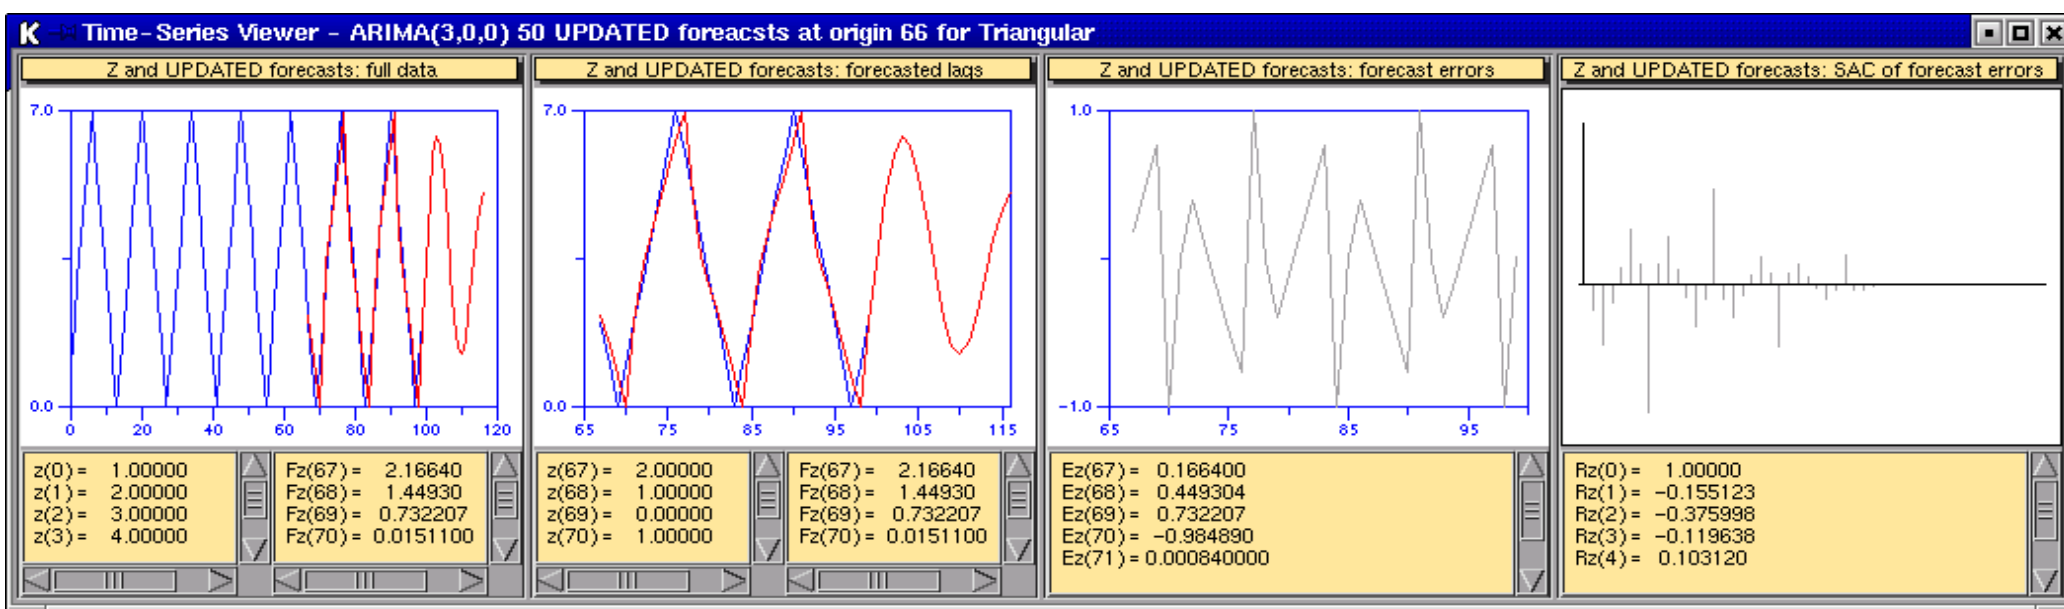 K Time-Series Viewer - ARIMA(3,0,0) 50 UPDATED foreacsts at origin 66 for Triangular
Z and UPDATED forecasts: full data
7.0
0.0
0 20 40 60 80 100 120
z(0)= 1.00000
z(1)= 2.00000
z(2)= 3.00000
z(3)= 4.00000
Fz(67)= 2.16640
Fz(68)= 1.44930
Fz(69)= 0.732207
Fz(70)= 0.0151100
Z and UPDATED forecasts: forecasted lags
7.0
0.0
65 75 85 95 105 115
z(67)= 2.00000
z(68)= 1.00000
z(69)= 0.00000
z(70)= 1.00000
Fz(67)= 2.16640
Fz(68)= 1.44930
Fz(69)= 0.732207
Fz(70)= 0.0151100
Z and UPDATED forecasts: forecast errors
1.0
-1.0
65 75 85 95
Ez(67)= 0.166400
Ez(68)= 0.449304
Ez(69)= 0.732207
Ez(70)= -0.984890
Ez(71)=0.000840000
Z and UPDATED forecasts: SAC of forecast errors
Rz(0)= 1.00000
Rz(1)= -0.155123
Rz(2)= -0.375998
Rz(3)= -0.119638
Rz(4)= 0.103120